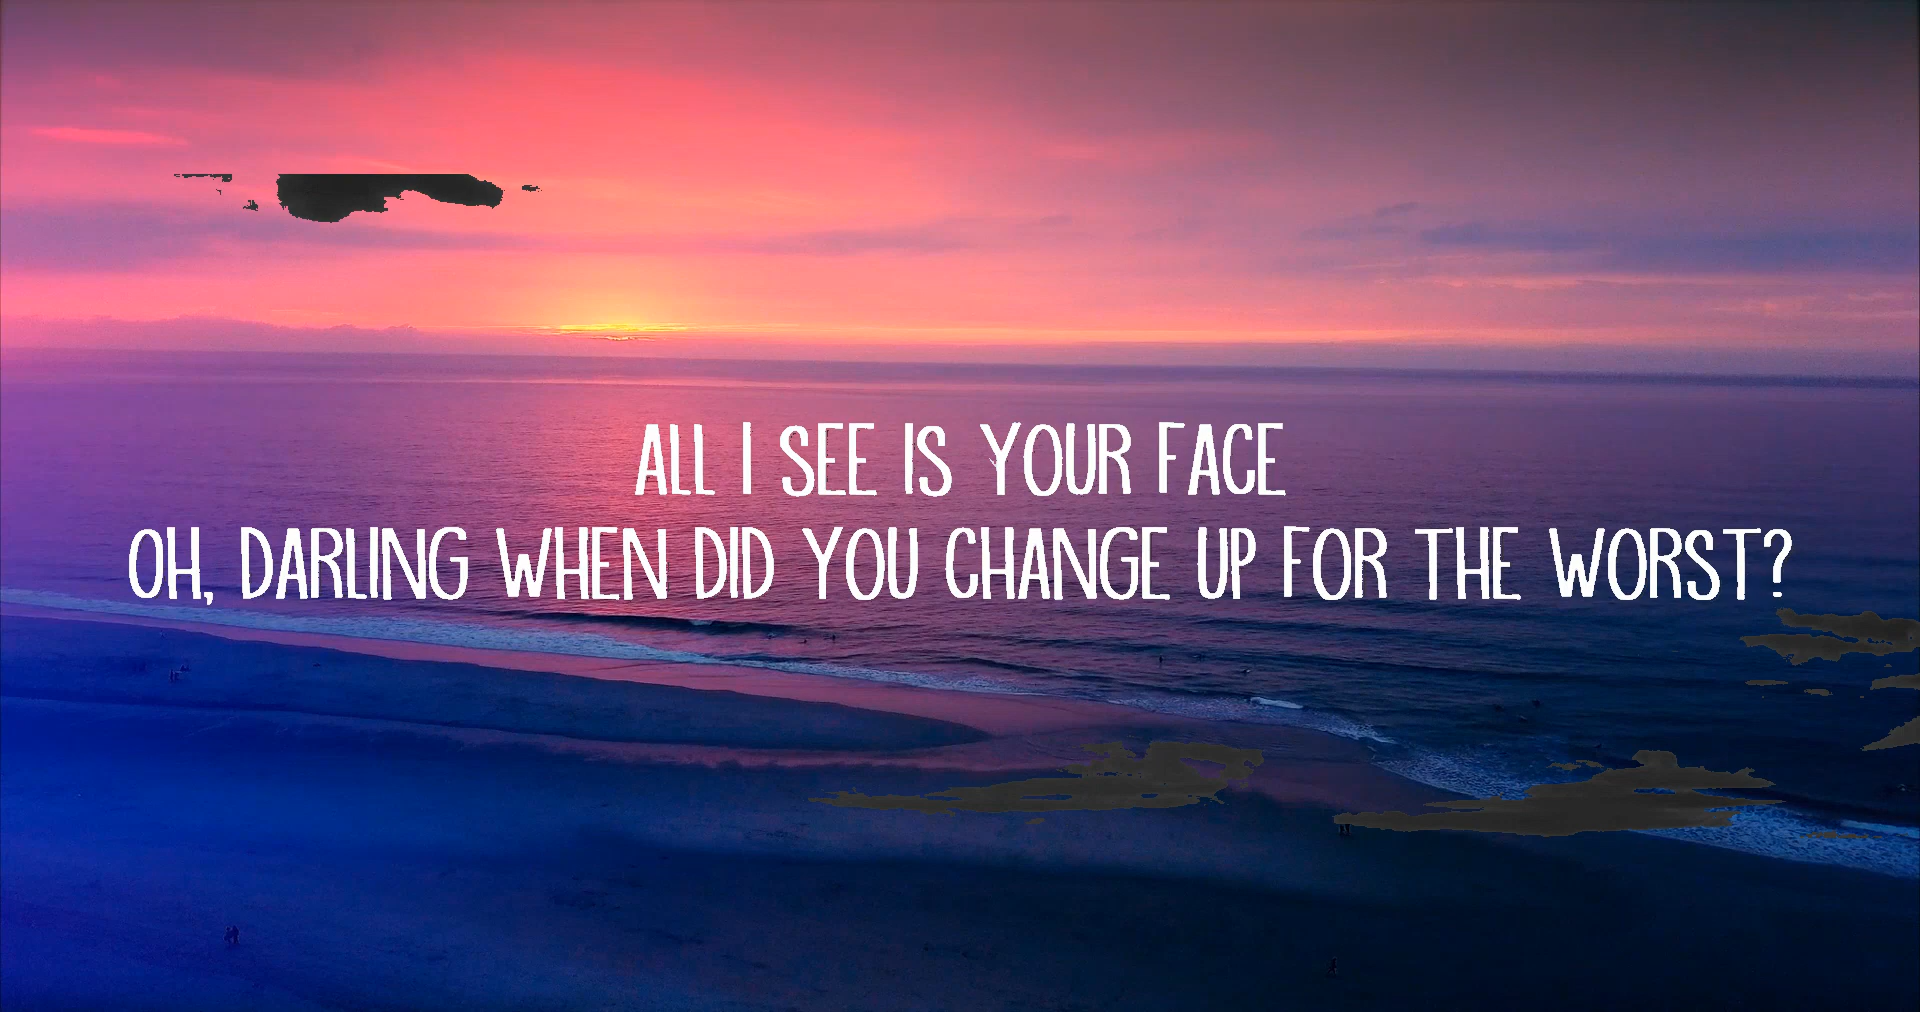 ALL I SEE IS YOUR FACE
OH, DARLING WHEN DID YOU CHANGE UP FOR THE WORST?